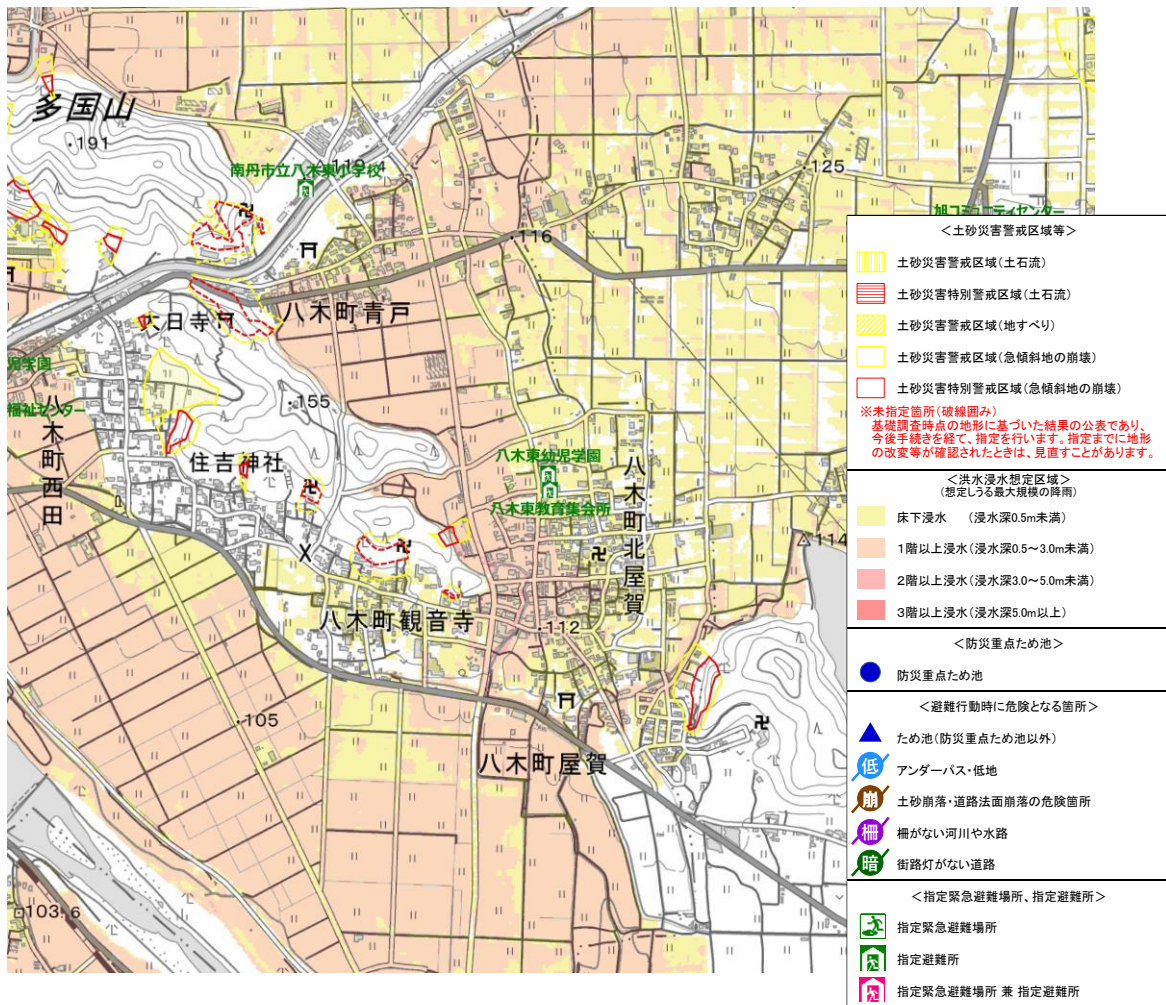 多国山
・191
119.4
南丹市立八木東小学校
125
旭コミュニティセンター
116
八木町青戸
大日寺
児学園
福祉センター
八木町西田
・155
住吉神社
八木東幼児学園
八木東教育集会所
八木町北屋賀
114
八木町観音寺
・112
・105
八木町屋賀
103.6
＜土砂災害警戒区域等＞
土砂災害警戒区域（土石流）
土砂災害特別警戒区域（土石流）
土砂災害警戒区域（地すべり）
土砂災害警戒区域（急傾斜地の崩壊）
土砂災害特別警戒区域（急傾斜地の崩壊）
※未指定箇所（破線囲み）
基礎調査時点の地形に基づいた結果の公表であり、
今後手続きを経て、指定を行います。指定までに地形
の改変等が確認されたときは、見直すことがあります。
＜洪水浸水想定区域＞
（想定しうる最大規模の降雨）
床下浸水　（浸水深0.5m未満）
１階以上浸水（浸水深0.5～3.0m未満）
２階以上浸水（浸水深3.0～5.0m未満）
３階以上浸水（浸水深5.0m以上）
＜防災重点ため池＞
防災重点ため池
＜避難行動時に危険となる箇所＞
ため池（防災重点ため池以外）
低 アンダーパス・低地
崩 土砂崩落・道路法面崩落の危険箇所
柵 柵がない河川や水路
暗 街路灯がない道路
＜指定緊急避難場所、指定避難所＞
指定緊急避難場所
指定避難所
指定緊急避難場所 兼 指定避難所